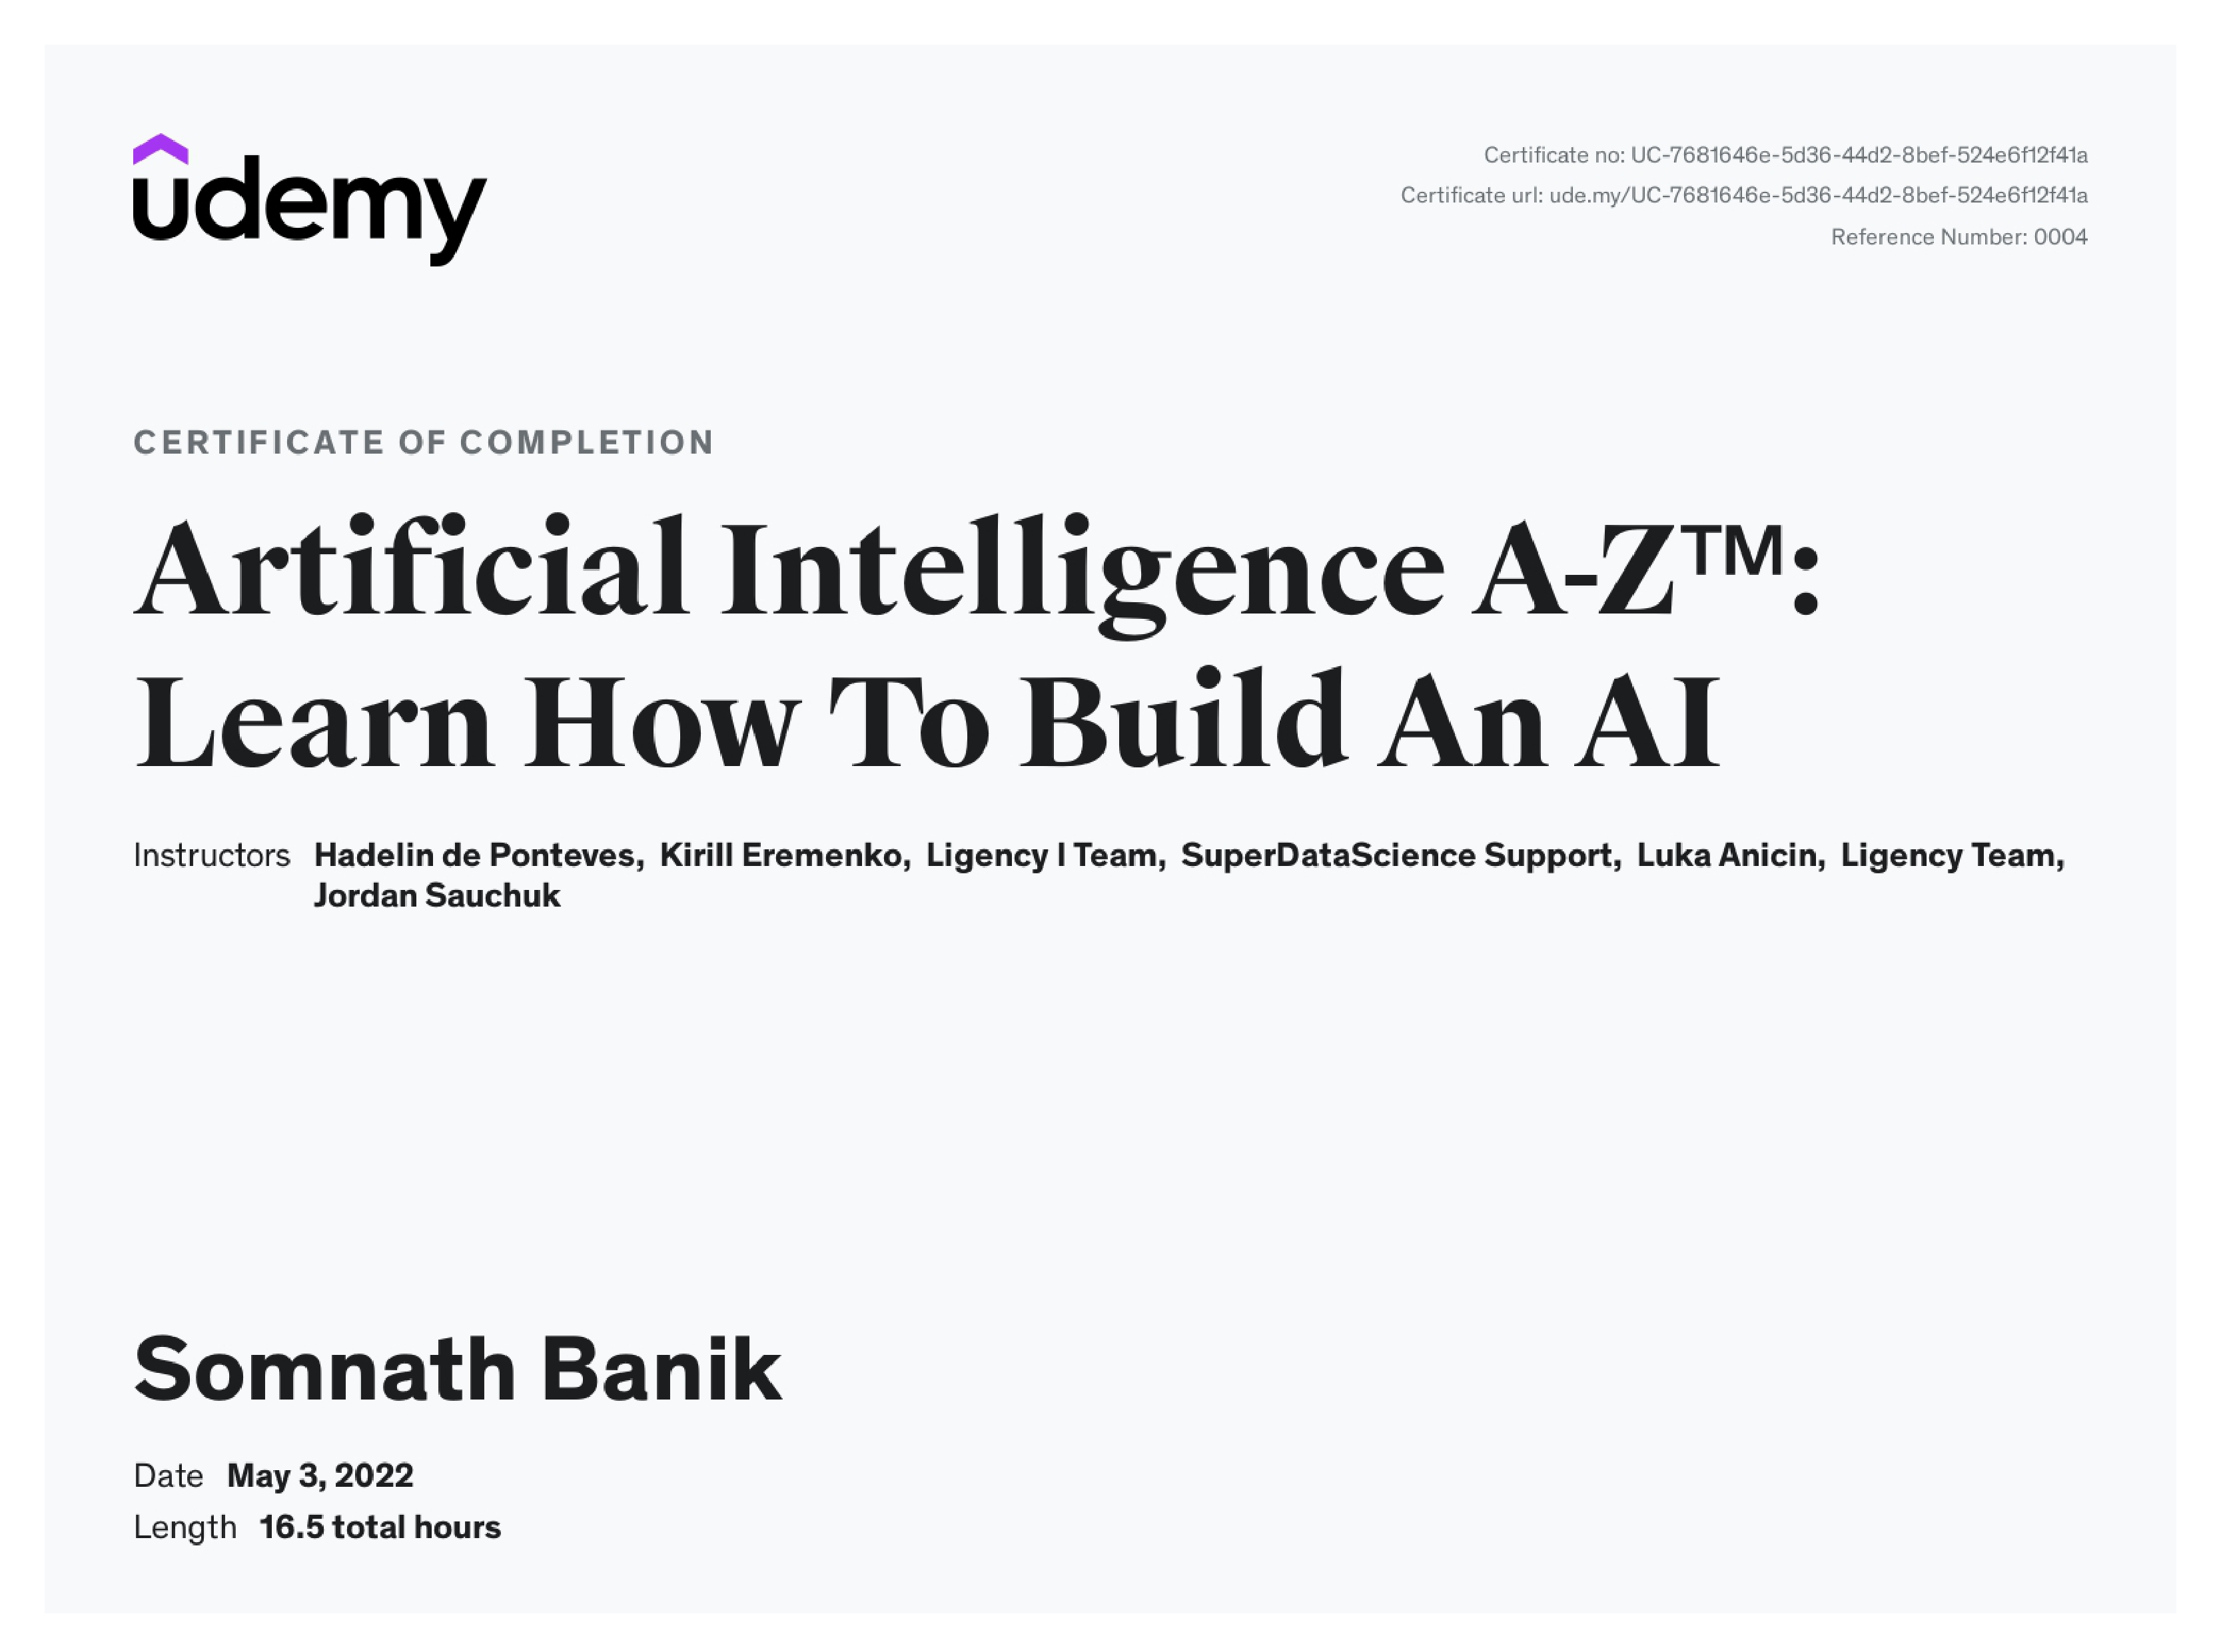 udemy
Certificate no: UC-7681646e-5d36-44d2-8bef-524e6f12f41a
Certificate url: ude.my/UC-7681646e-5d36-44d2-8bef-524e6f12f41a
Reference Number: 0004
CERTIFICATE OF COMPLETION
Artificial Intelligence A-Z™:
Learn How To Build An AI
Instructors Hadelin de Ponteves, Kirill Eremenko, Ligency I Team, SuperDataScience Support, Luka Anicin, Ligency Team,
Jordan Sauchuk
Somnath Banik
Date May 3, 2022
Length 16.5 total hours